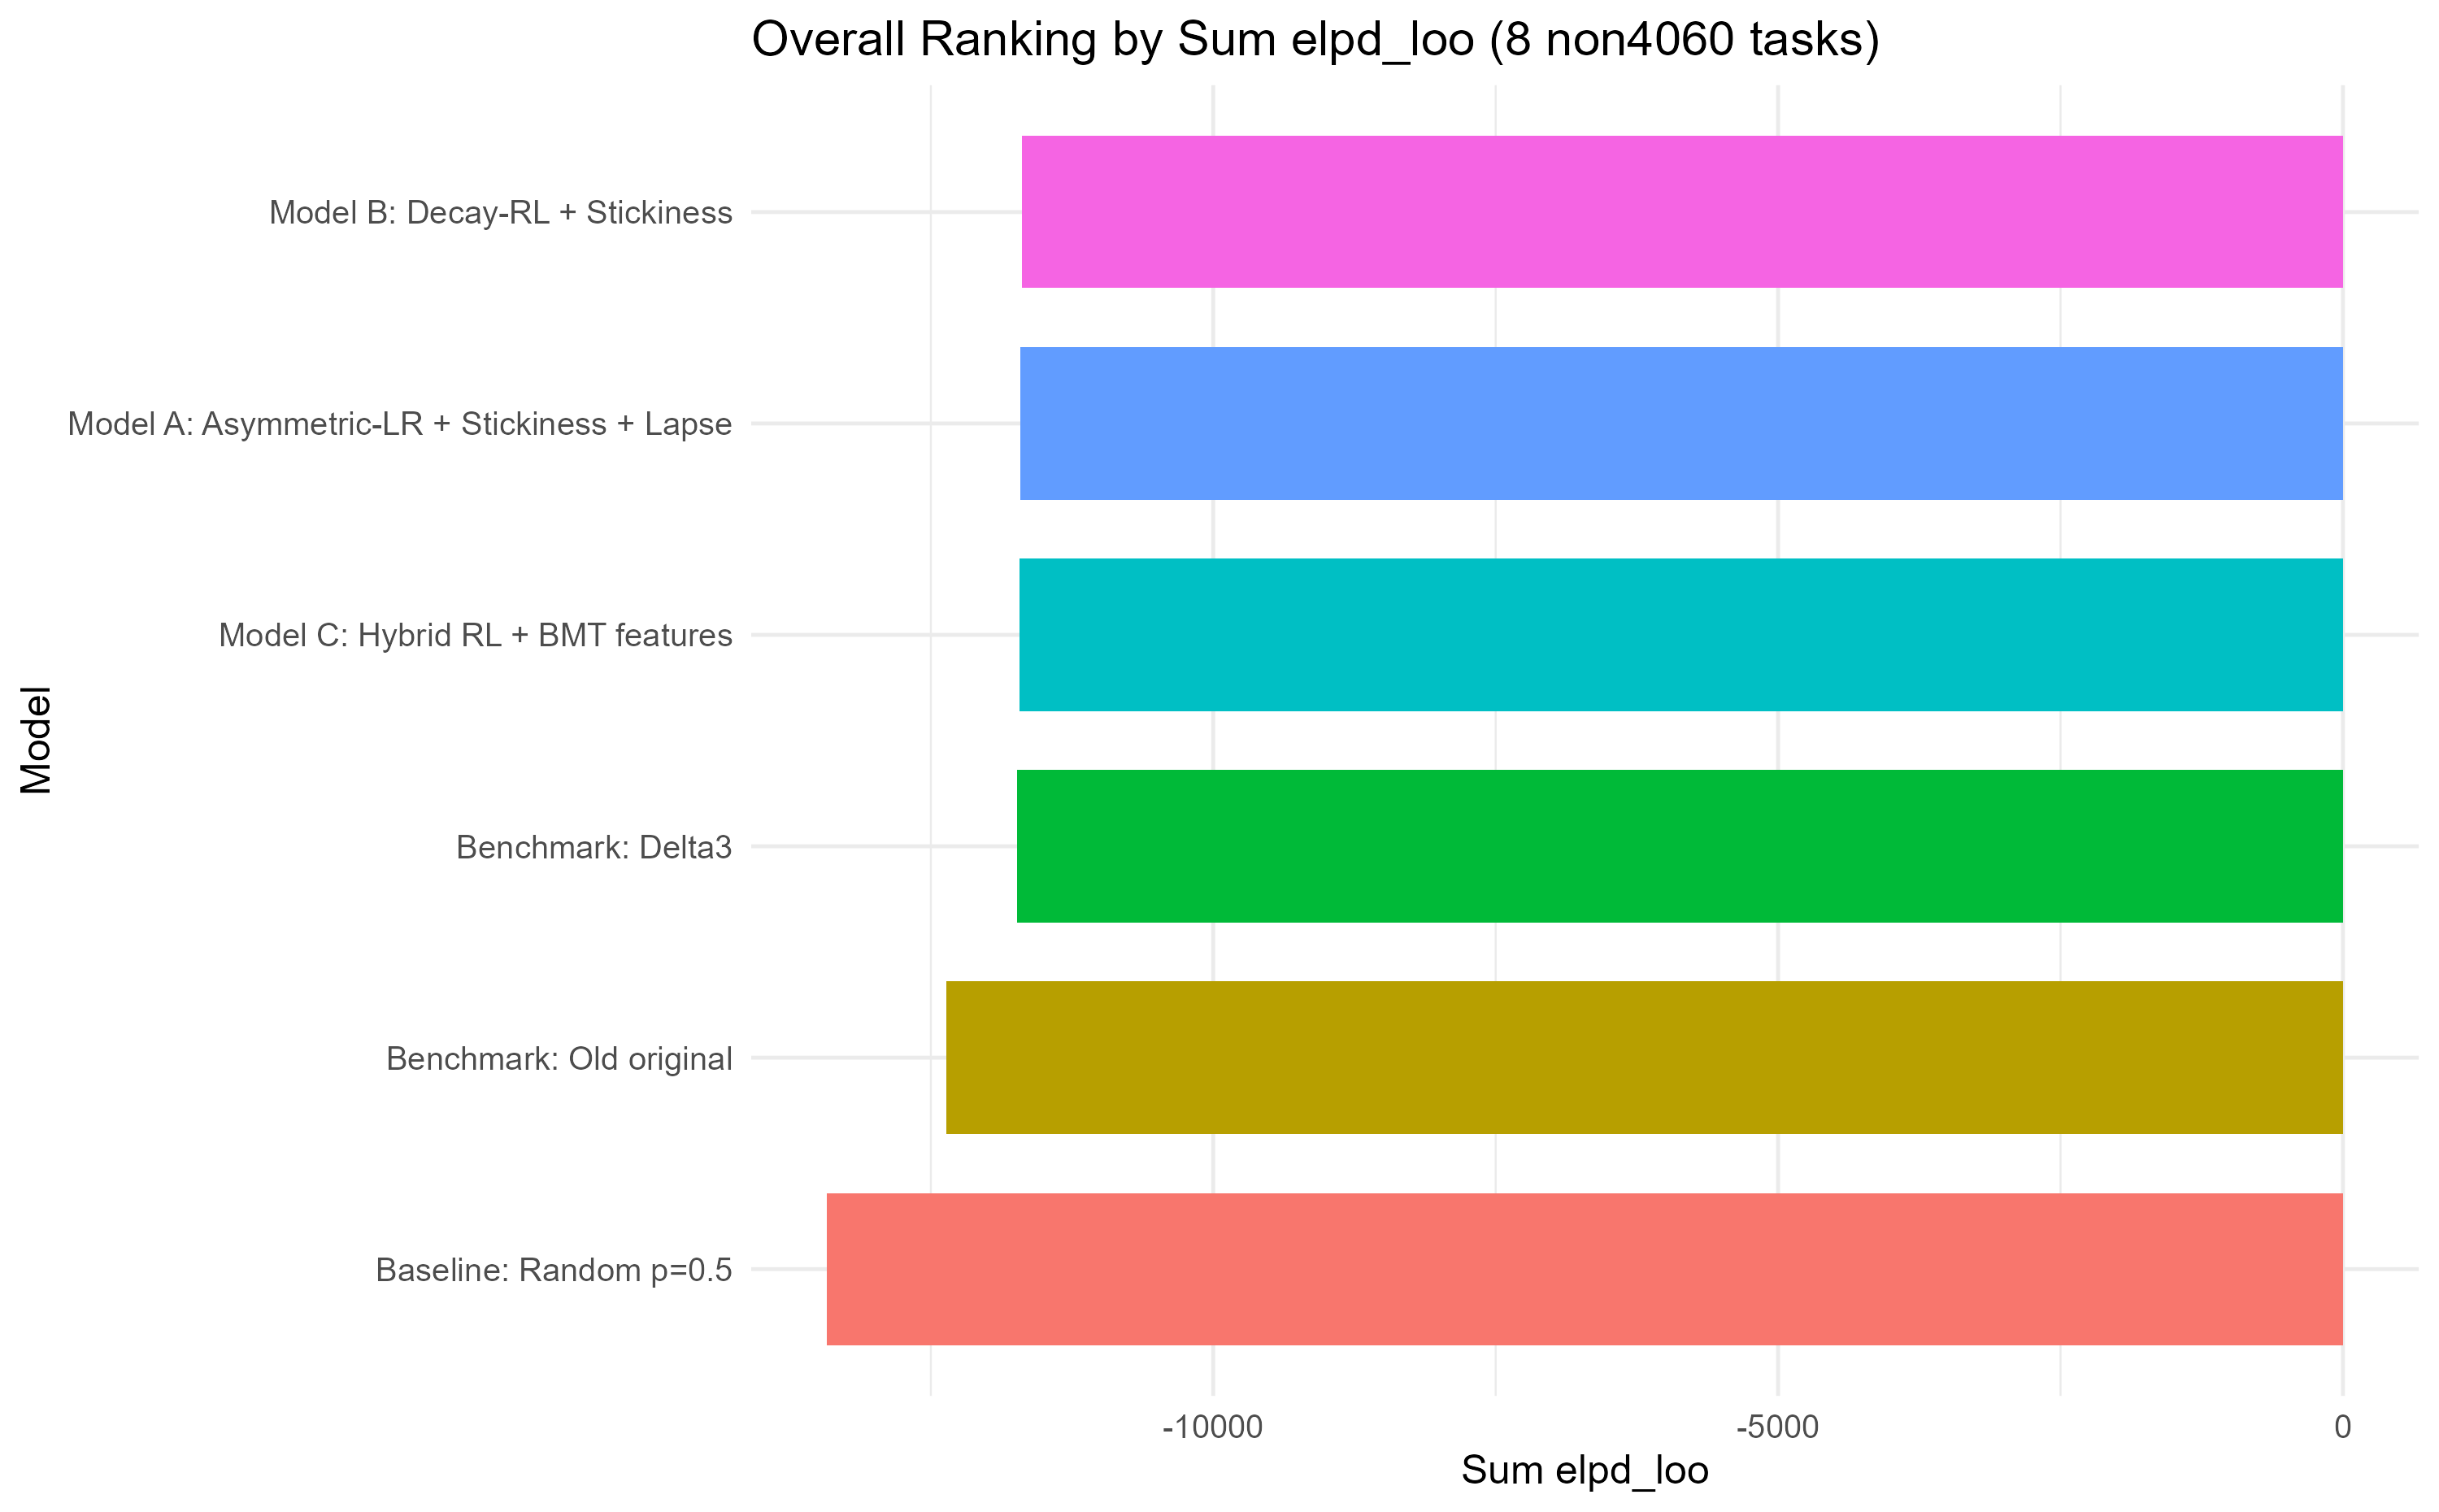 Overall Ranking by Sum elpd_loo (8 non4060 tasks)
Model
Model B: Decay-RL + Stickiness
Model A: Asymmetric-LR + Stickiness + Lapse
Model C: Hybrid RL + BMT features
Benchmark: Delta3
Benchmark: Old original
Baseline: Random p=0.5
-10000
-5000
0
Sum elpd_loo